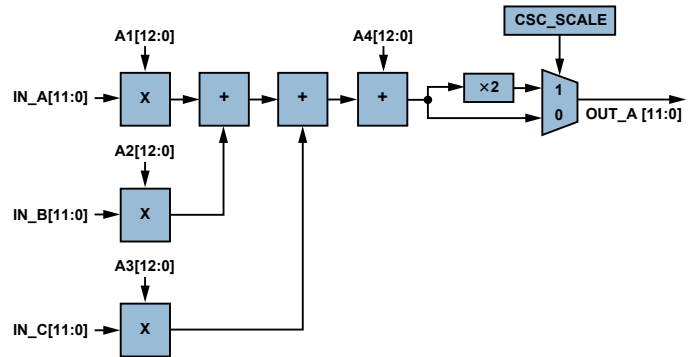 CSC_SCALE
A1[12:0]
A4[12:0]
IN_A[11:0]
X
+
+
+
×2
1
0
OUT_A [11:0]
A2[12:0]
IN_B[11:0]
X
A3[12:0]
IN_C[11:0]
X